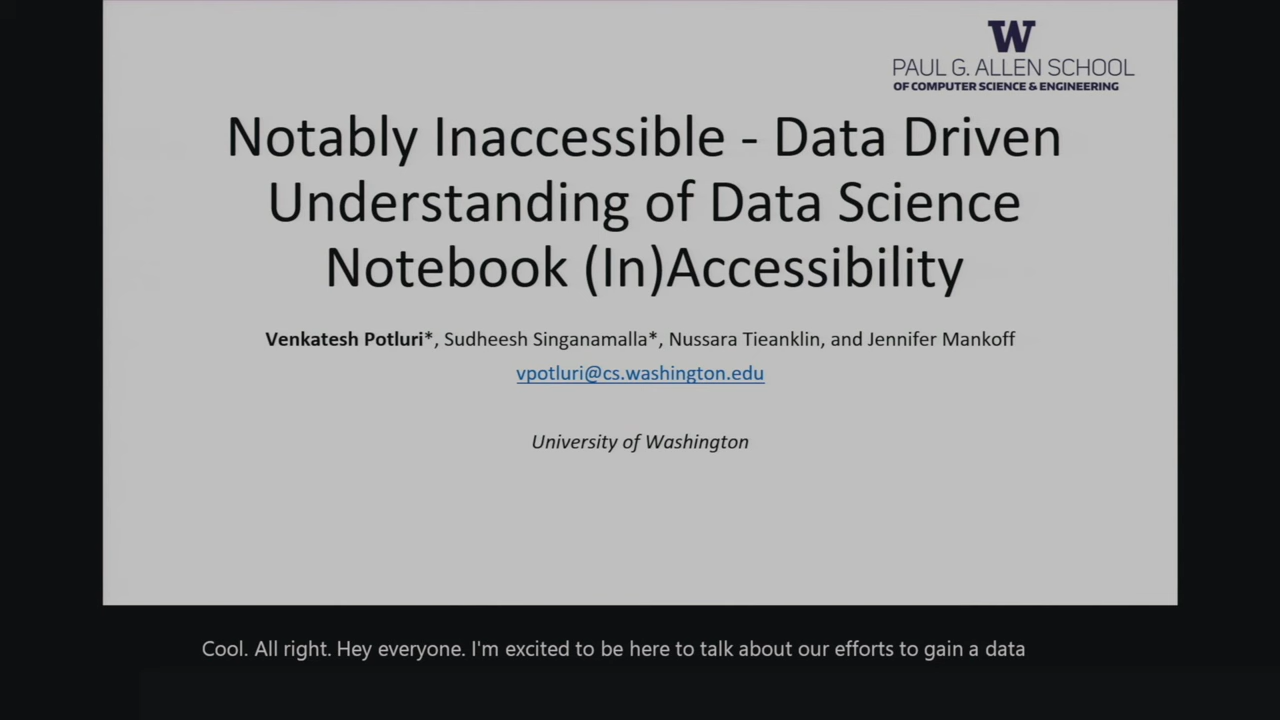 W
PAUL G. ALLEN SCHOOL
OF COMPUTER SCIENCE & ENGINEERING
Notably Inaccessible - Data Driven
Understanding of Data Science
Notebook (In)Accessibility
Venkatesh Potluri*, Sudheesh Singanamalla*, Nussara Tieanklin, and Jennifer Mankoff
vpotluri@cs.washington.edu
University of Washington
Cool. All right. Hey everyone. I'm excited to be here to talk about our efforts to gain a data